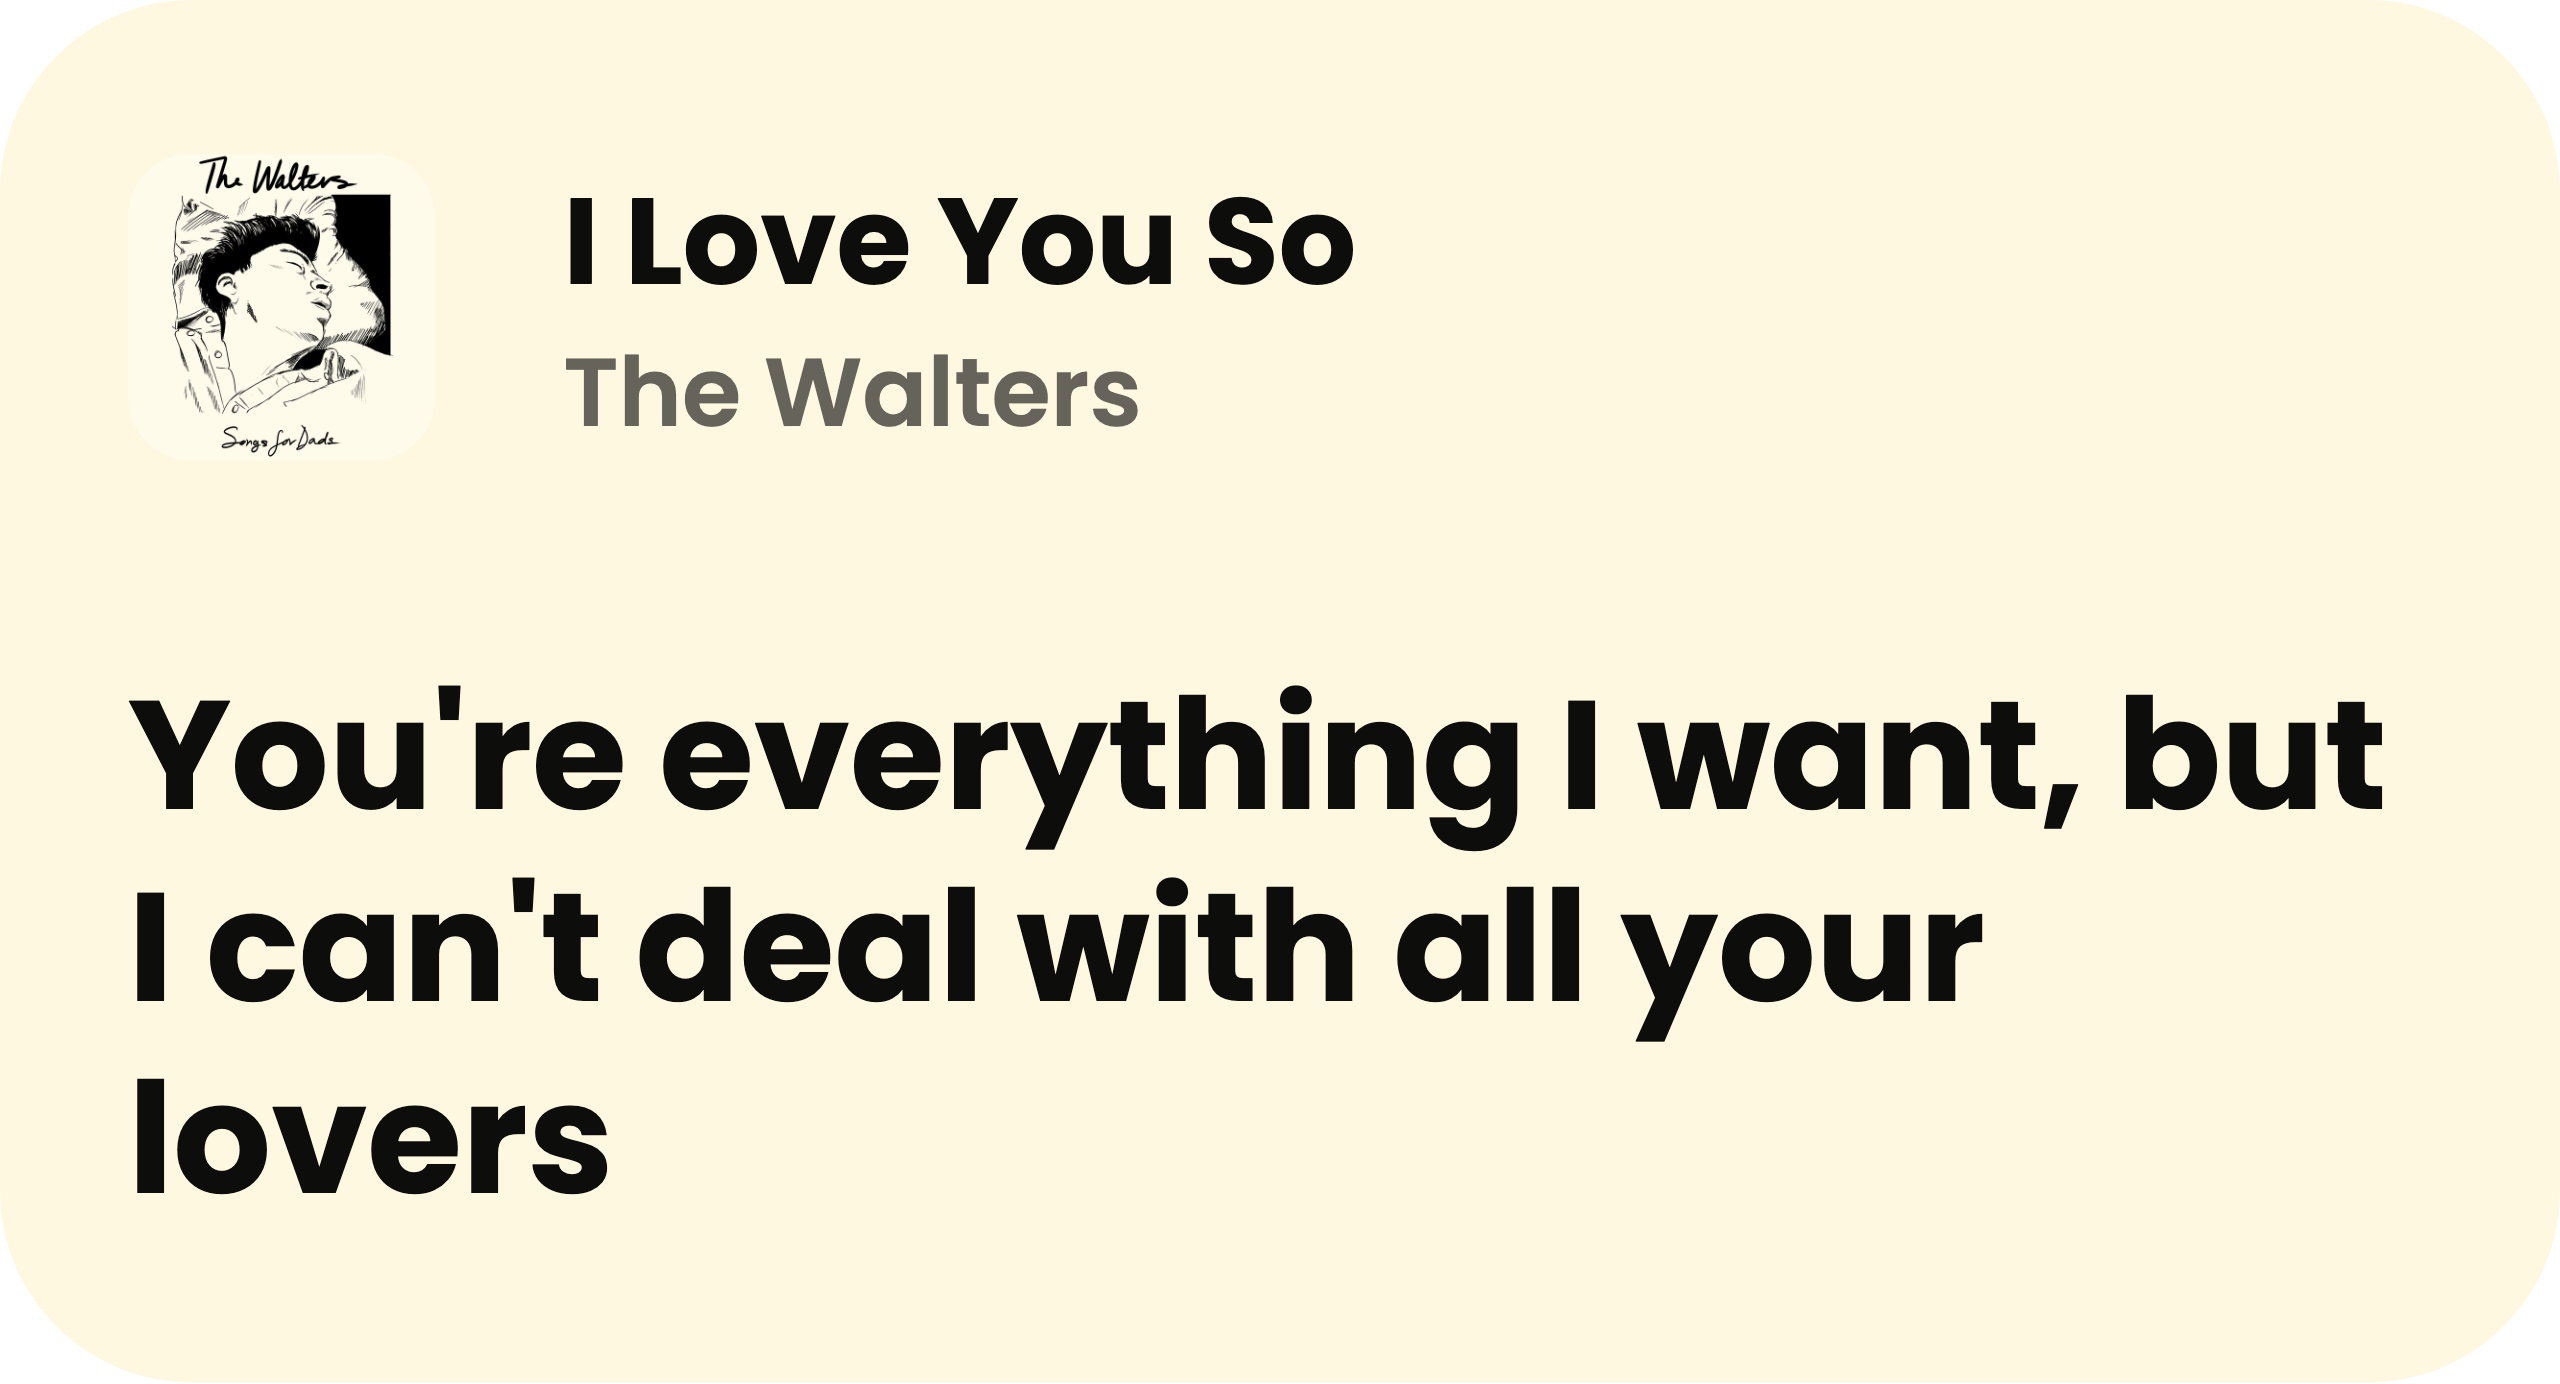 The Walters
Songs for Dads
I Love You So
The Walters
You're everything I want, but
I can't deal with all your
lovers